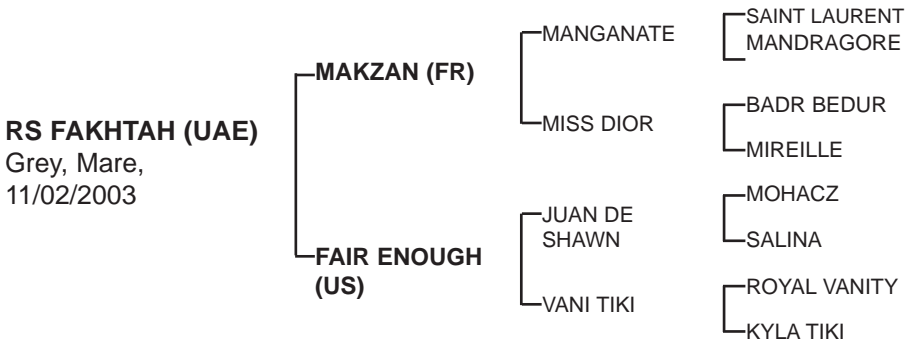 RS FAKHTAH (UAE)
Grey, Mare,
11/02/2003
MAKZAN (FR)
FAIR ENOUGH
(US)
MANGANATE
MISS DIOR
JUAN DE
SHAWN
VANI TIKI
SAINT LAURENT
MANDRAGORE
BADR BEDUR
MIREILLE
MOHACZ
SALINA
ROYAL VANITY
KYLA TIKI